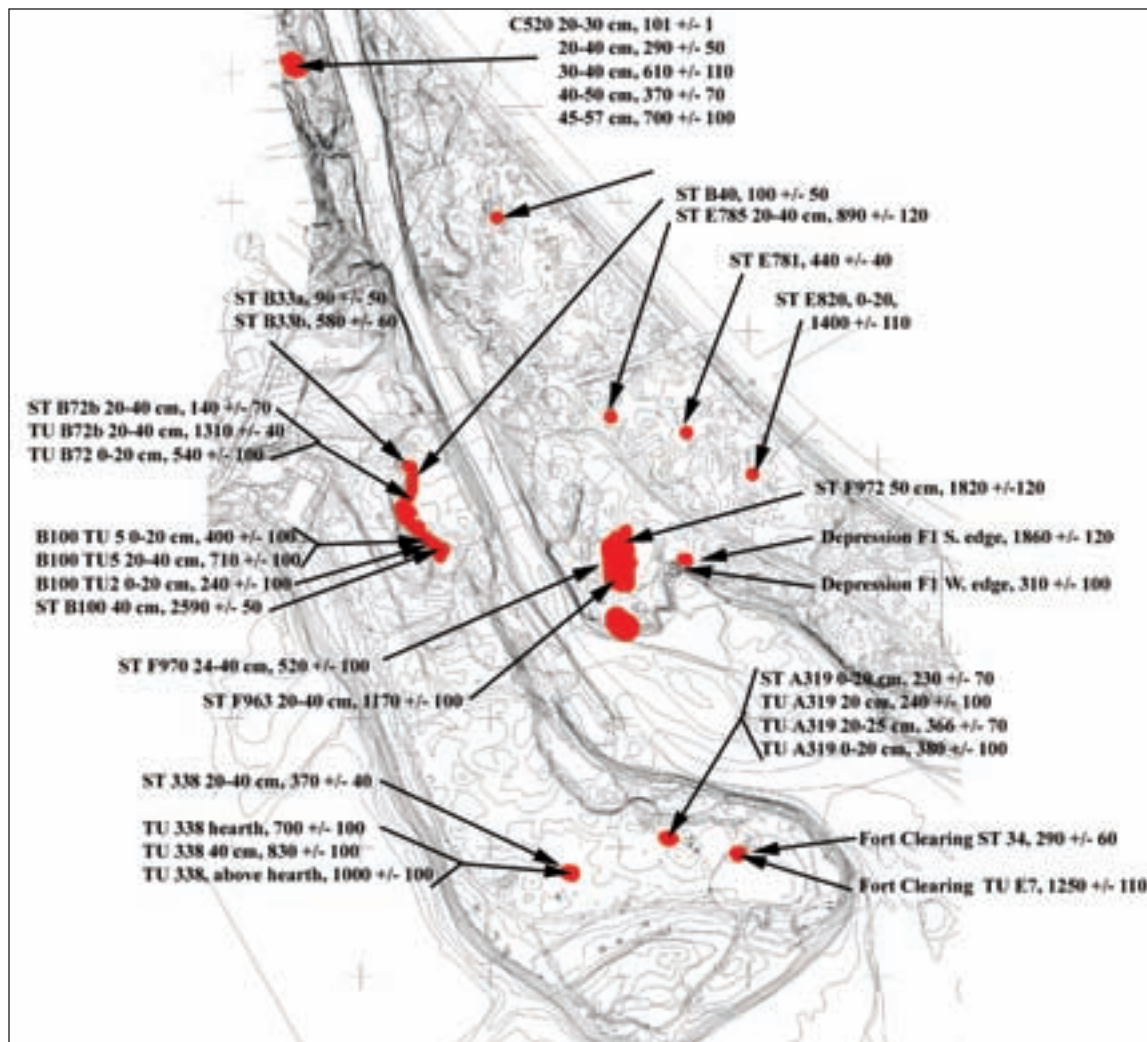 C520 20-30 cm, 101 +/- 1
20-40 cm, 290 +/- 50
30-40 cm, 610 +/- 110
40-50 cm, 370 +/- 70
45-57 cm, 700 +/- 100
ST B40, 100 +/- 50
ST E785 20-40 cm, 890 +/- 120
ST E781, 440 +/- 40
ST E820, 0-20,
1400 +/- 110
ST B33a, 90 +/- 50
ST B33b, 580 +/- 60
ST B72b 20-40 cm, 140 +/- 70
TU B72b 20-40 cm, 1310 +/- 40
TU B72 0-20 cm, 540 +/- 100
ST F972 50 cm, 1820 +/-120
B100 TU 5 0-20 cm, 400 +/- 100
B100 TU5 20-40 cm, 710 +/- 100
B100 TU2 0-20 cm, 240 +/- 100
ST B100 40 cm, 2590 +/- 50
Depression F1 S. edge, 1860 +/- 120
Depression F1 W. edge, 310 +/- 100
ST F970 24-40 cm, 520 +/- 100
ST F963 20-40 cm, 1170 +/- 100
ST A319 0-20 cm, 230 +/- 70
TU A319 20 cm, 240 +/- 100
TU A319 20-25 cm, 366 +/- 70
TU A319 0-20 cm, 380 +/- 100
ST 338 20-40 cm, 370 +/- 40
TU 338 hearth, 700 +/- 100
TU 338 40 cm, 830 +/- 100
TU 338, above hearth, 1000 +/- 100
Fort Clearing ST 34, 290 +/- 60
Fort Clearing TU E7, 1250 +/- 110